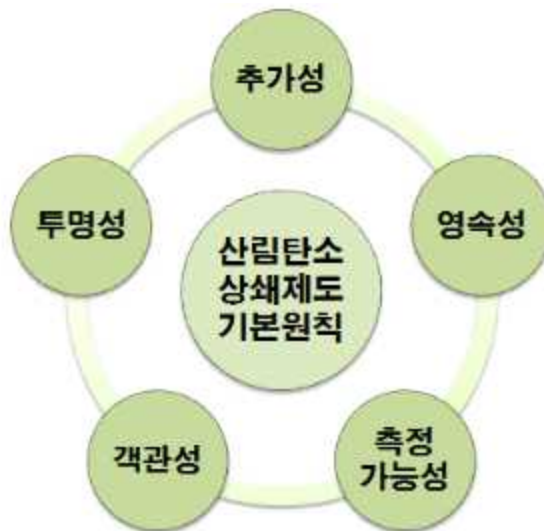 추가성
투명성
영속성
산림탄소
상쇄제도
기본원칙
객관성
측정
가능성